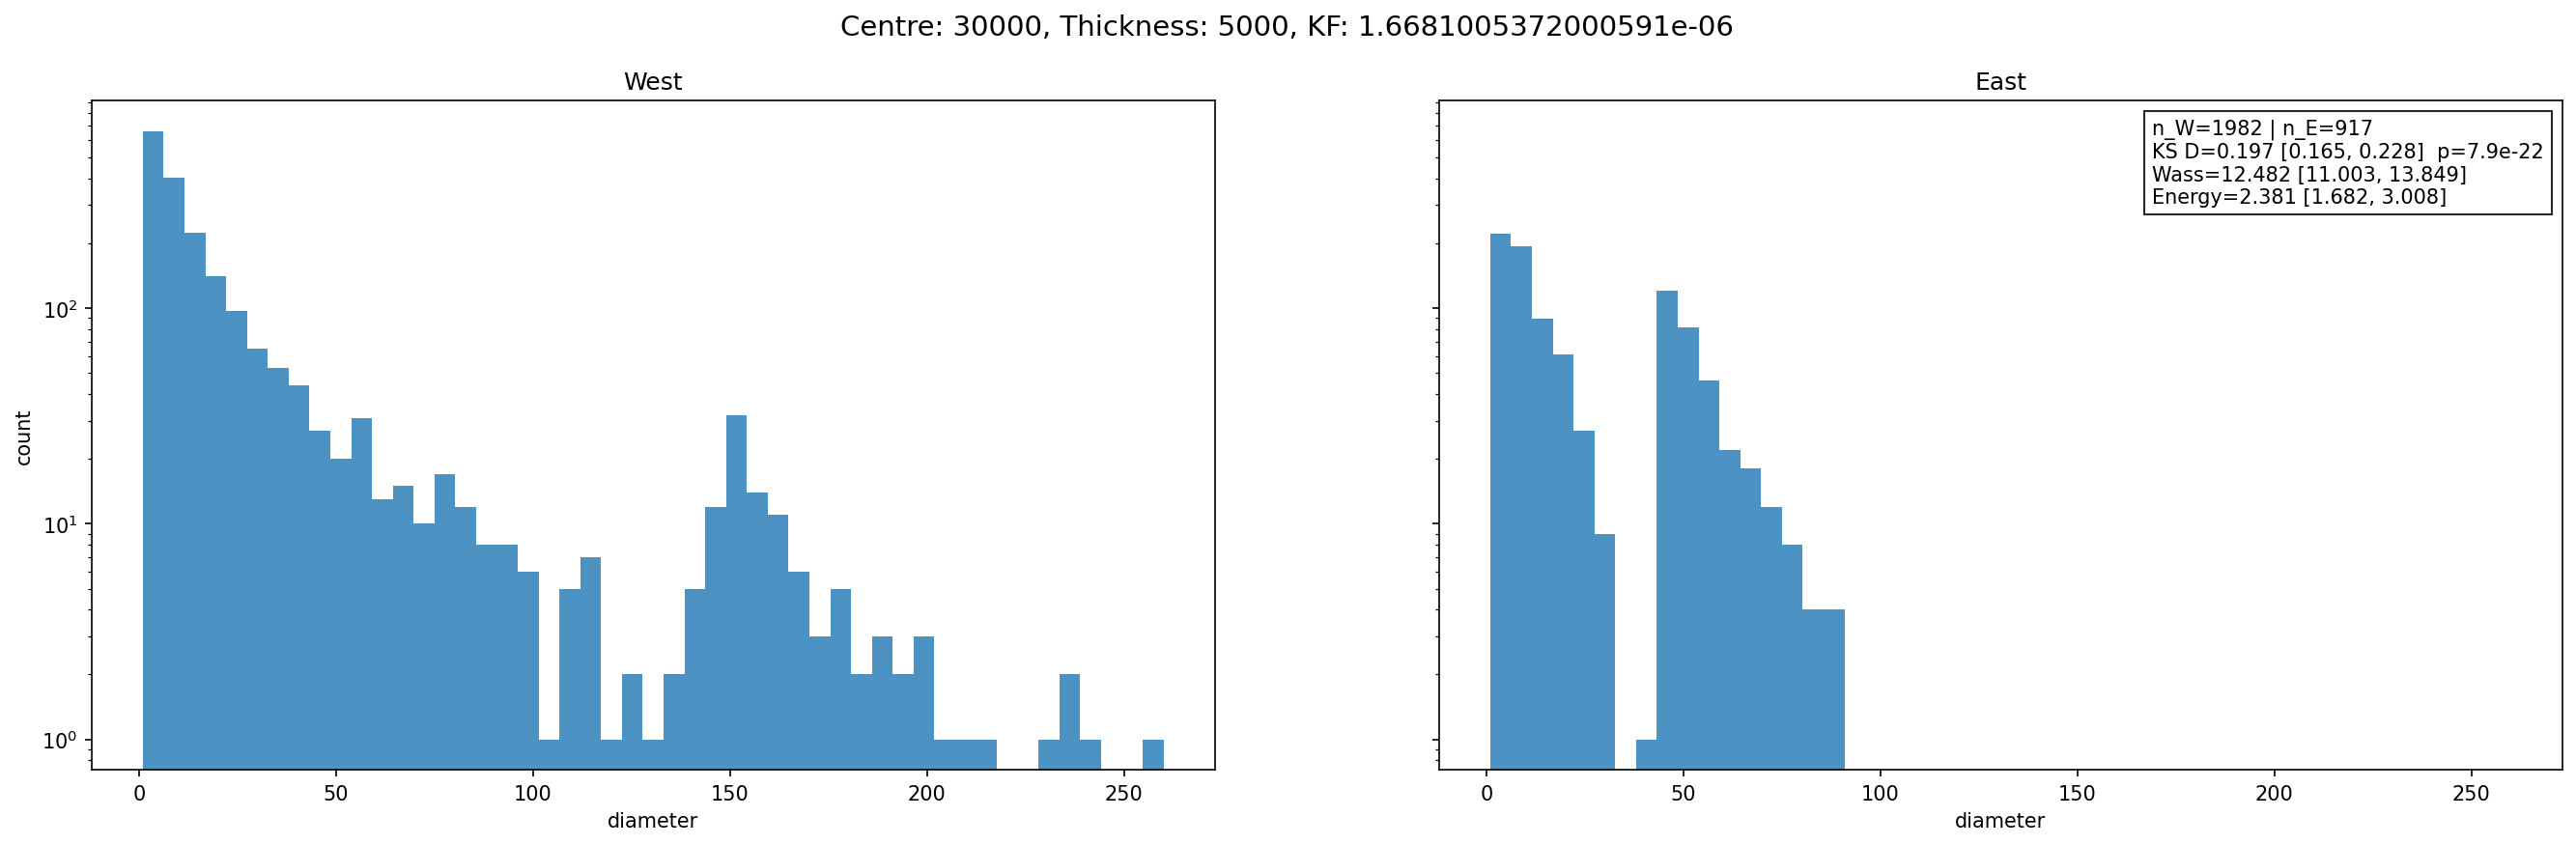 Centre: 30000, Thickness: 5000, KF: 1.6681005372000591e-06
West
East
n_W=1982 | n_E=917
KS D=0.197 [0.165, 0.228]  p=7.9e-22
Wass=12.482 [11.003, 13.849]
Energy=2.381 [1.682, 3.008]
count
10²
10¹
10⁰
0 50 100 150 200 250
diameter
0 50 100 150 200 250
diameter